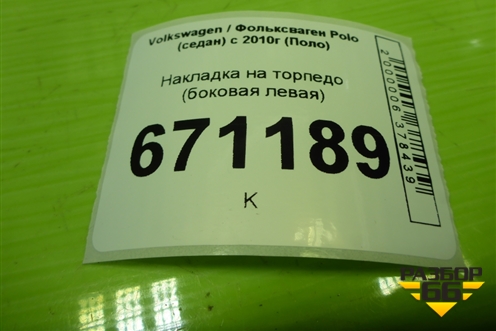 Volkswagen / Фольксваген Polo
(седан) с 2010г (Поло)
Накладка на торпедо
(боковая левая)
671189
К
2000006378439
РАЗБОР
66